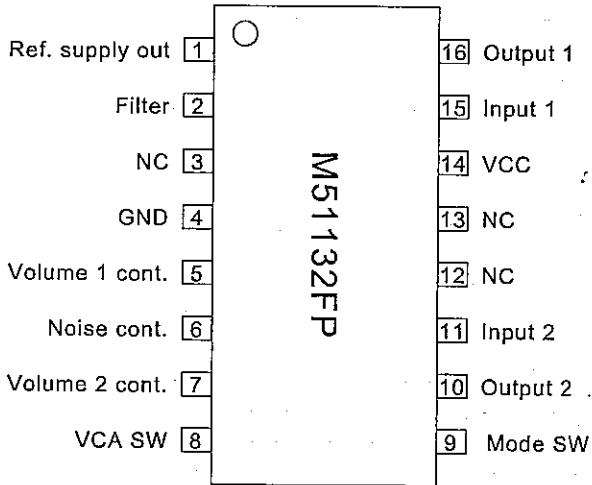 Ref. supply out 1 16 Output 1
Filter 2 15 Input 1
NC 3 14 VCC
GND 4 13 NC
Volume 1 cont. 5 12 NC
Noise cont. 6 11 Input 2
Volume 2 cont. 7 10 Output 2
VCA SW 8 9 Mode SW
M51132FP